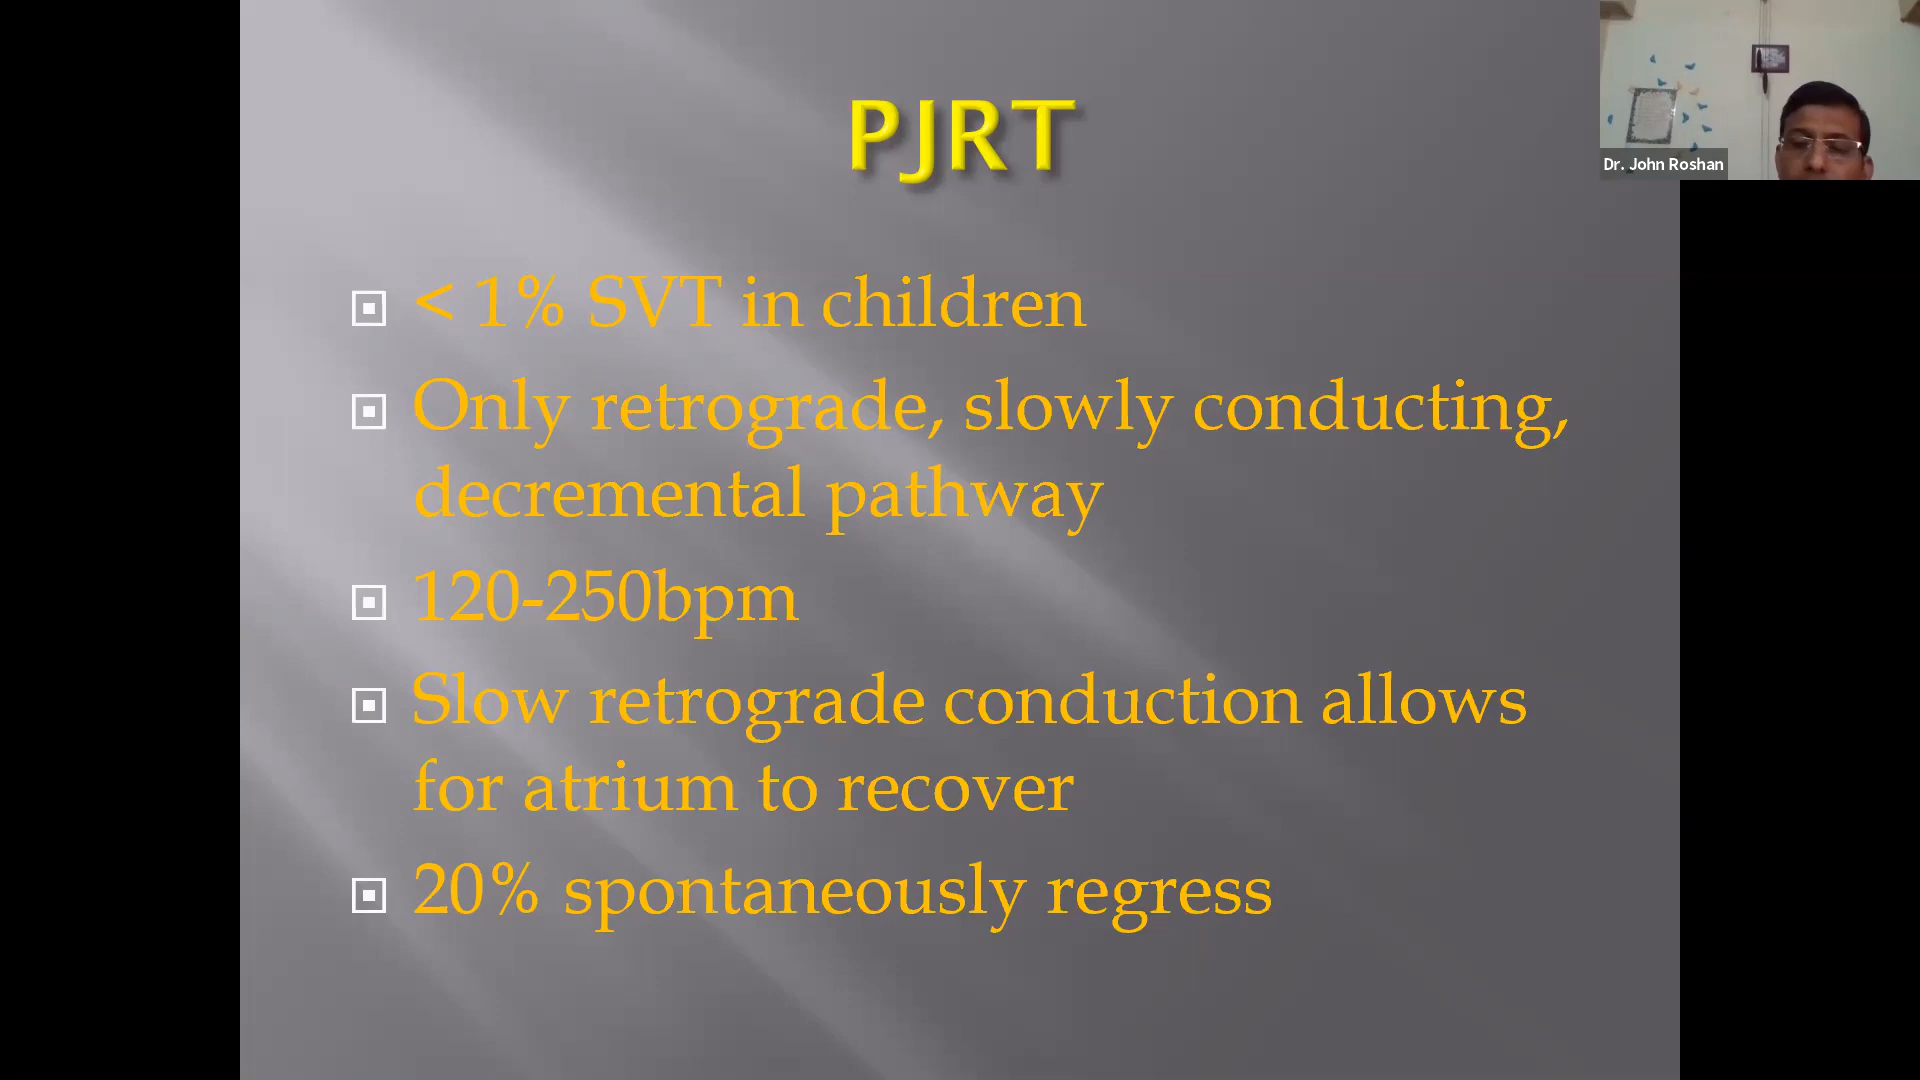 PJRT
Dr. John Roshan
< 1% SVT in children
Only retrograde, slowly conducting,
decremental pathway
120-250bpm
Slow retrograde conduction allows
for atrium to recover
20% spontaneously regress